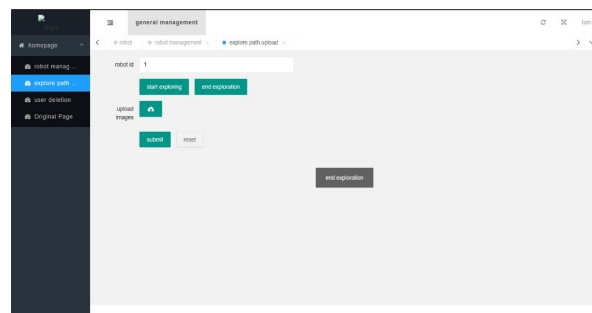 general management
homepage
robot
robot management
explore path upload
robot manag...
explore path ...
user deletion
Original Page
robot id 1
start exploring end exploration
upload images
submit reset
end exploration